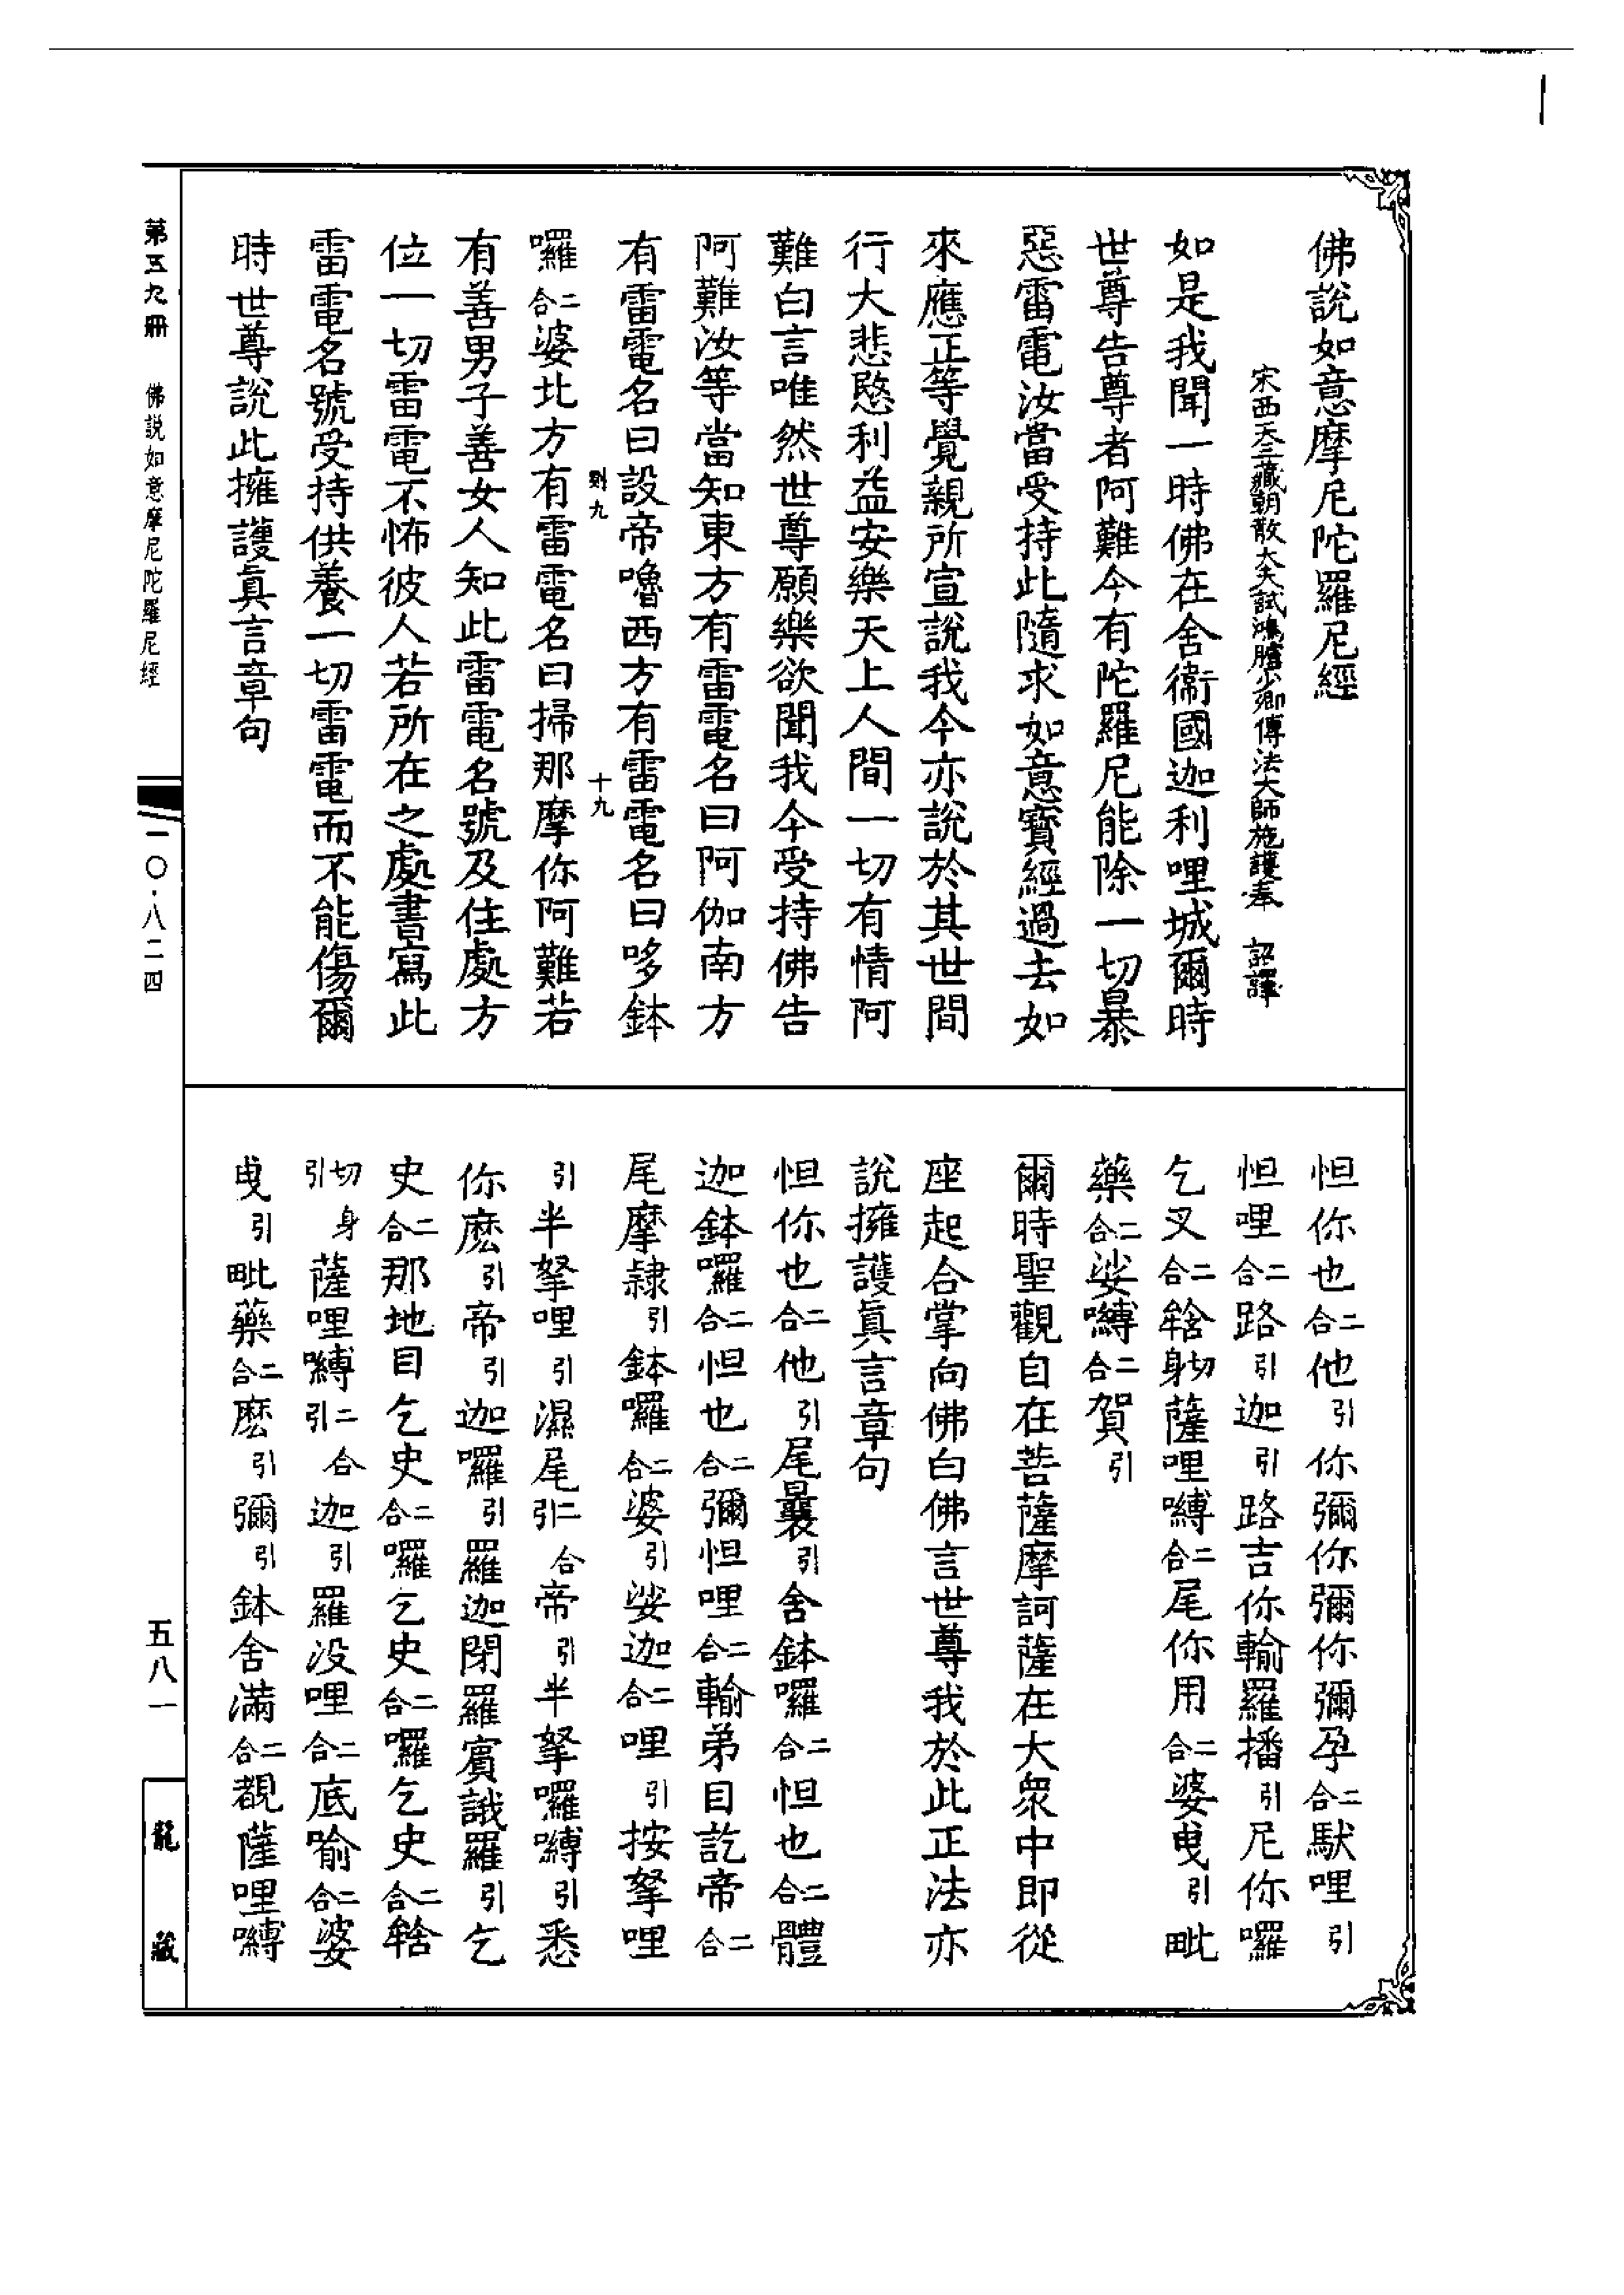 佛說如意摩尼陀羅尼經
宋西天三藏朝散大夫試鴻臚少卿傳法大師施護奉 詔譯
如是我聞一時佛在舍衞國迦利哩城爾時
世尊告尊者阿難今有陀羅尼能除一切暴
惡雷電汝當受持此隨求如意寶經過去如
來應正等覺親所宣說我今亦說於其世間
行大悲愍利益安樂天上人間一切有情阿
難白言唯然世尊願樂欲聞我今受持佛告
阿難汝等當知東方有雷電名曰阿伽南方
有雷電名曰設帝嚕西方有雷電名曰哆鉢
則九 十九
囉二合婆北方有雷電名曰掃那摩你阿難若
有善男子善女人知此雷電名號及住處方
位一切雷電不怖彼人若所在之處書寫此
雷電名號受持供養一切雷電而不能傷爾
時世尊說此擁護眞言章句
怛你也二合他引你彌你彌你彌孕二合馱哩引
怛哩二合路引迦引路吉你輸羅播引尼你囉
乞叉二合犗切身薩哩嚩二合尾你用二合婆曳引毗
藥二合娑嚩二合賀引
爾時聖觀自在菩薩摩訶薩在大衆中即從
座起合掌向佛白佛言世尊我於此正法亦
說擁護眞言章句
怛你也二合他引尾曩引舍鉢囉二合怛也二合體
迦鉢囉二合怛也二合彌怛哩二合輸弟目訖帝二合
尾摩隷引鉢囉二合婆引娑迦二合哩引按拏哩
引半拏哩引濕尾二合引帝引半拏囉嚩引悉
你麽引帝引迦囉引羅迦閉羅賓誐羅引乞
史二合那地目乞史二合囉乞史二合囉乞史二合犗
切身引薩哩嚩二合引迦引羅沒哩二合底喻二合婆
曳引毗藥二合麽引彌引鉢舍滿二合覩薩哩嚩
第五九冊 佛說如意摩尼陀羅尼經
一〇·八二四
五八一
龍藏